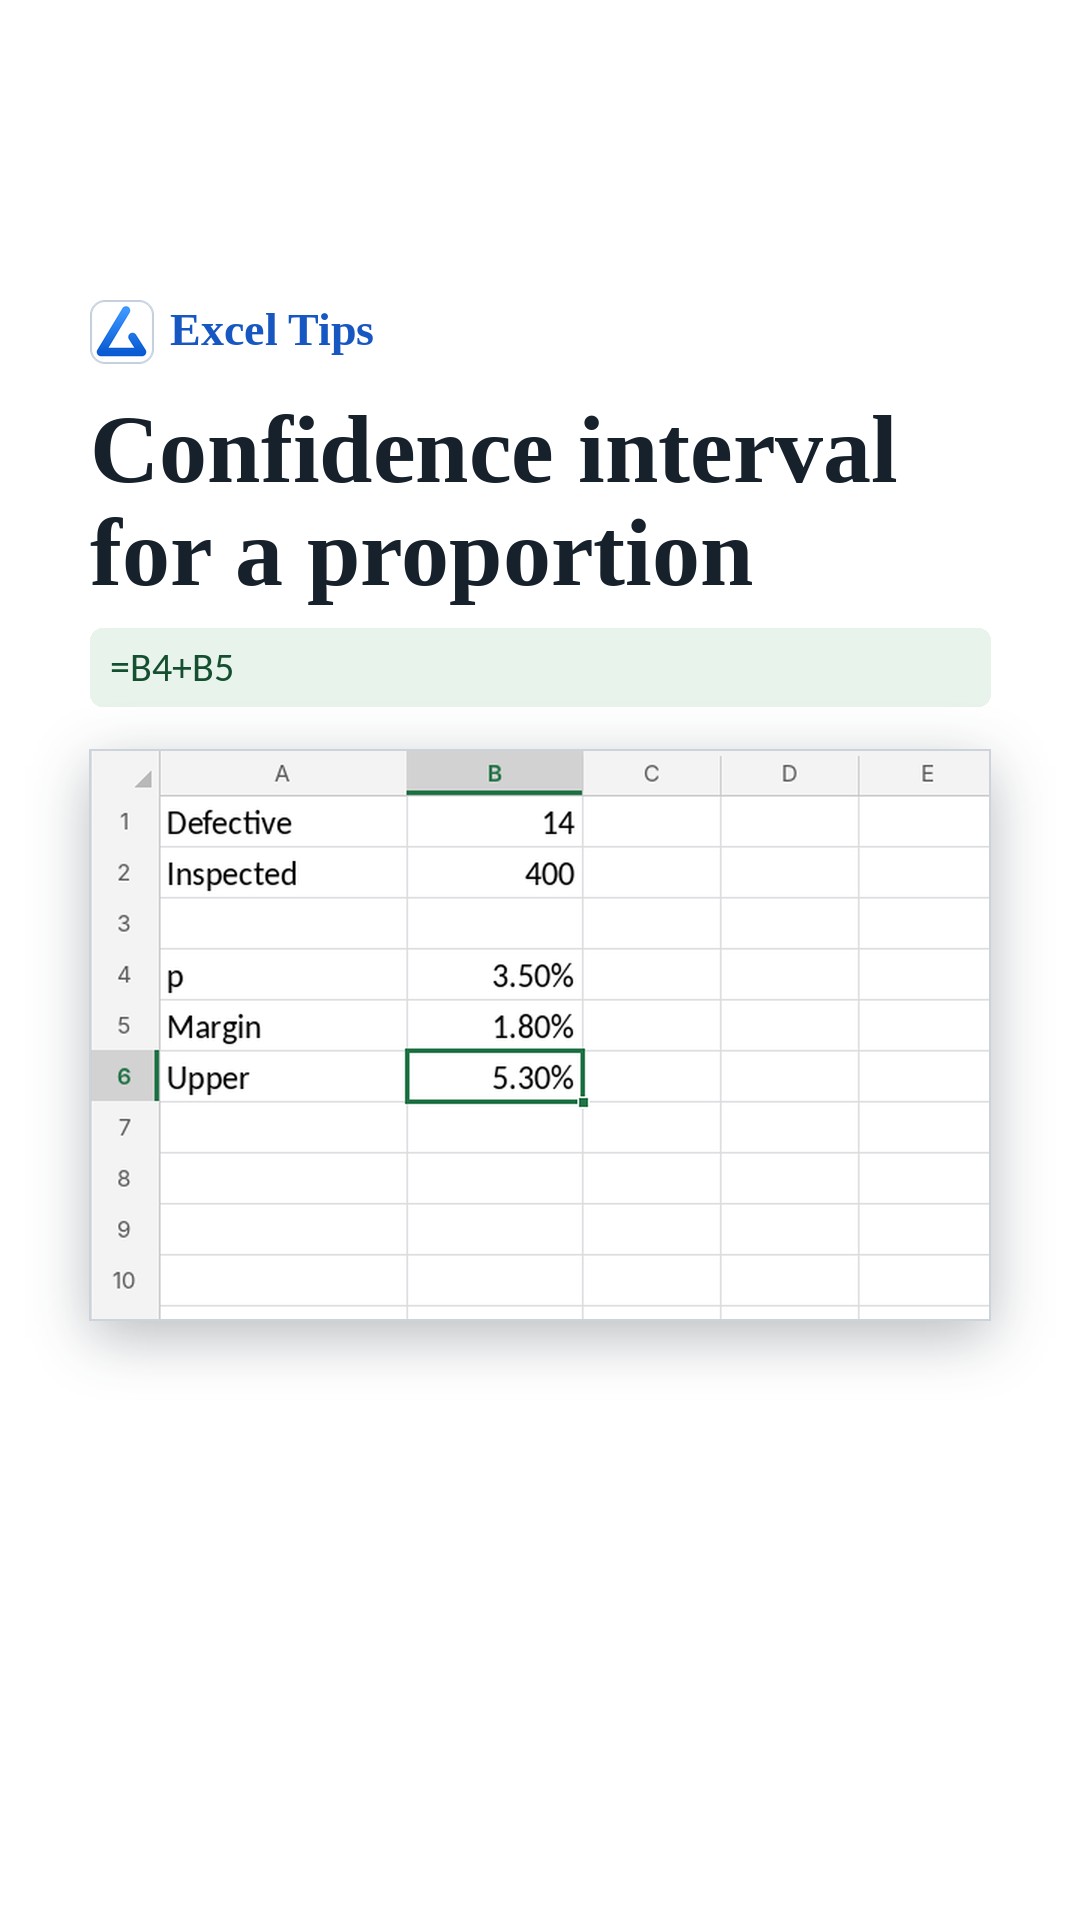 Excel Tips
Confidence interval
for a proportion
=B4+B5
A B C D E
1 Defective 14
2 Inspected 400
3
4 p 3.50%
5 Margin 1.80%
6 Upper 5.30%
7
8
9
10